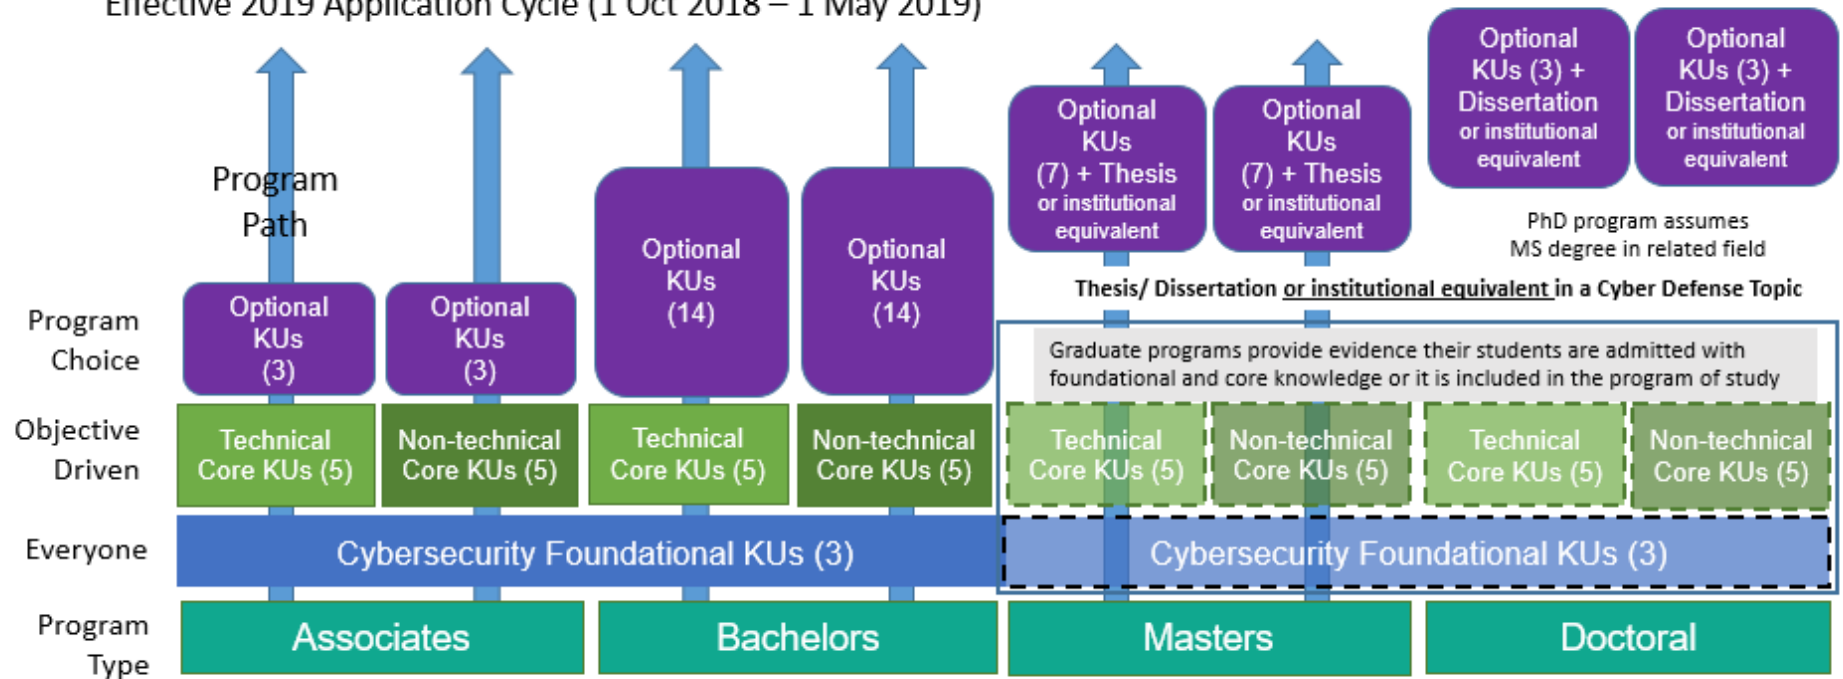 Effective 2019 Application Cycle (1 Oct 2018 – 1 May 2019)
Optional
KUs (3) +
Dissertation
or institutional
equivalent
Optional
KUs (3) +
Dissertation
or institutional
equivalent
Optional
KUs
(7) + Thesis
or institutional
equivalent
Optional
KUs
(7) + Thesis
or institutional
equivalent
Program
Path
PhD program assumes
MS degree in related field
Thesis/ Dissertation or institutional equivalent in a Cyber Defense Topic
Program
Choice
Optional
KUs
(3)
Optional
KUs
(3)
Optional
KUs
(14)
Optional
KUs
(14)
Graduate programs provide evidence their students are admitted with
foundational and core knowledge or it is included in the program of study
Objective
Driven
Technical
Core KUs (5)
Non-technical
Core KUs (5)
Technical
Core KUs (5)
Non-technical
Core KUs (5)
Technical
Core KUs (5)
Non-technical
Core KUs (5)
Technical
Core KUs (5)
Non-technical
Core KUs (5)
Everyone
Cybersecurity Foundational KUs (3)
Cybersecurity Foundational KUs (3)
Program
Type
Associates
Bachelors
Masters
Doctoral